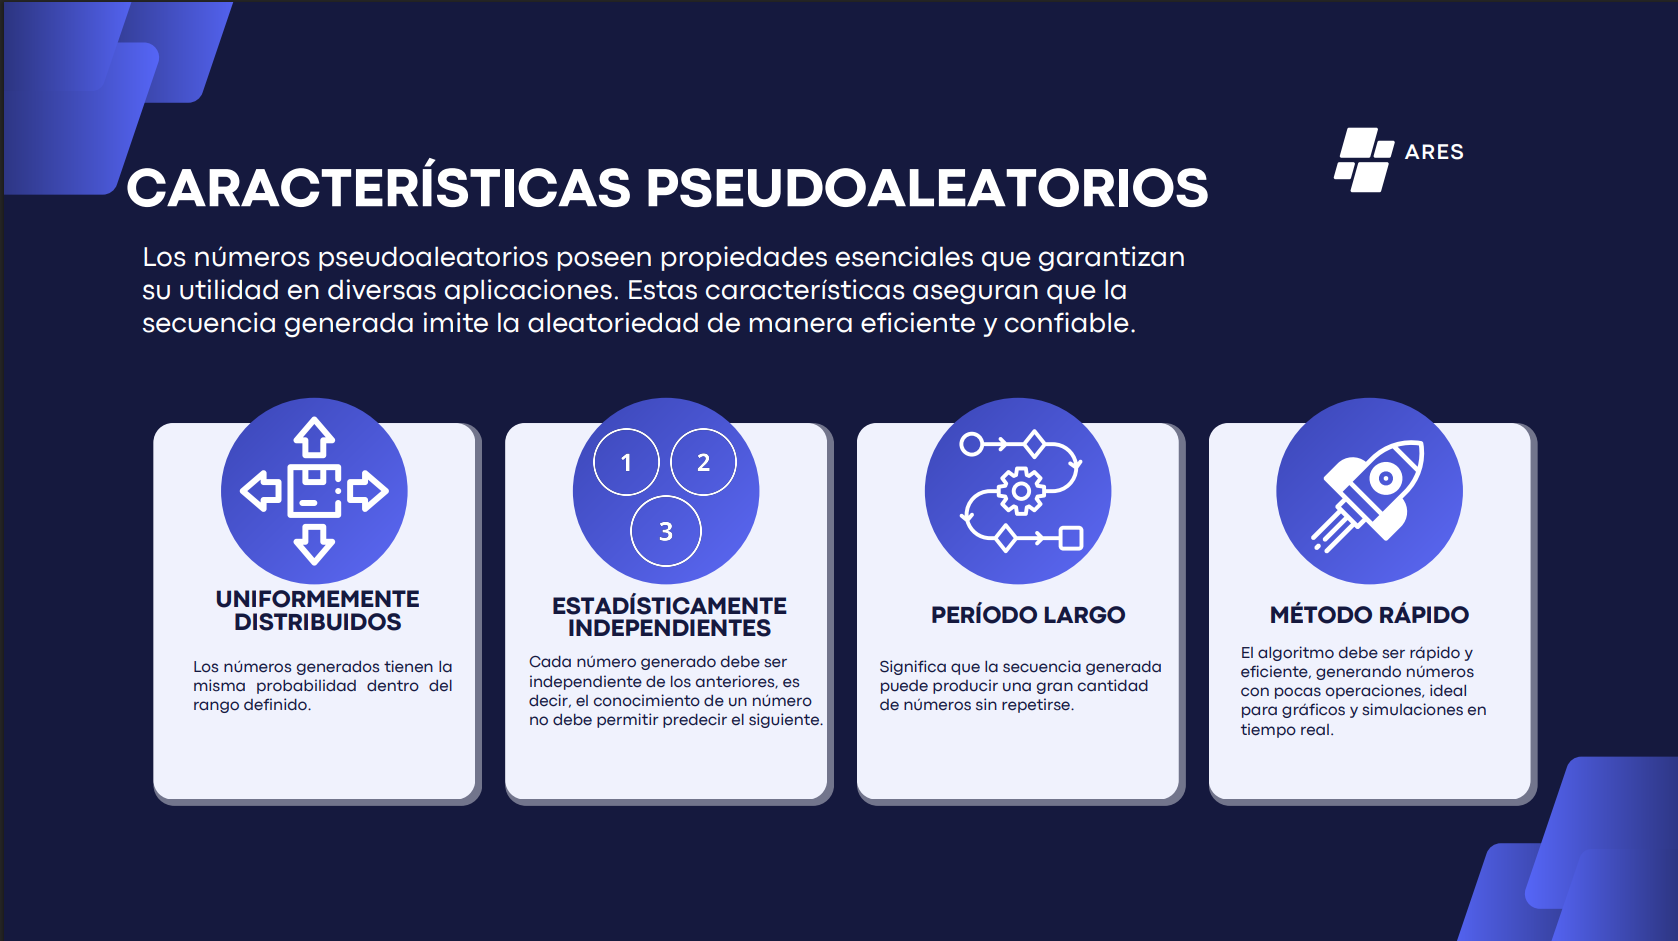 ARES
CARACTERÍSTICAS PSEUDOALEATORIOS
Los números pseudoaleatorios poseen propiedades esenciales que garantizan
su utilidad en diversas aplicaciones. Estas características aseguran que la
secuencia generada imite la aleatoriedad de manera eficiente y confiable.
UNIFORMEMENTE
DISTRIBUIDOS
Los números generados tienen la
misma probabilidad dentro del
rango definido.
1
2
3
ESTADÍSTICAMENTE
INDEPENDIENTES
Cada número generado debe ser
independiente de los anteriores, es
decir, el conocimiento de un número
no debe permitir predecir el siguiente.
PERÍODO LARGO
Significa que la secuencia generada
puede producir una gran cantidad
de números sin repetirse.
MÉTODO RÁPIDO
El algoritmo debe ser rápido y
eficiente, generando números
con pocas operaciones, ideal
para gráficos y simulaciones en
tiempo real.